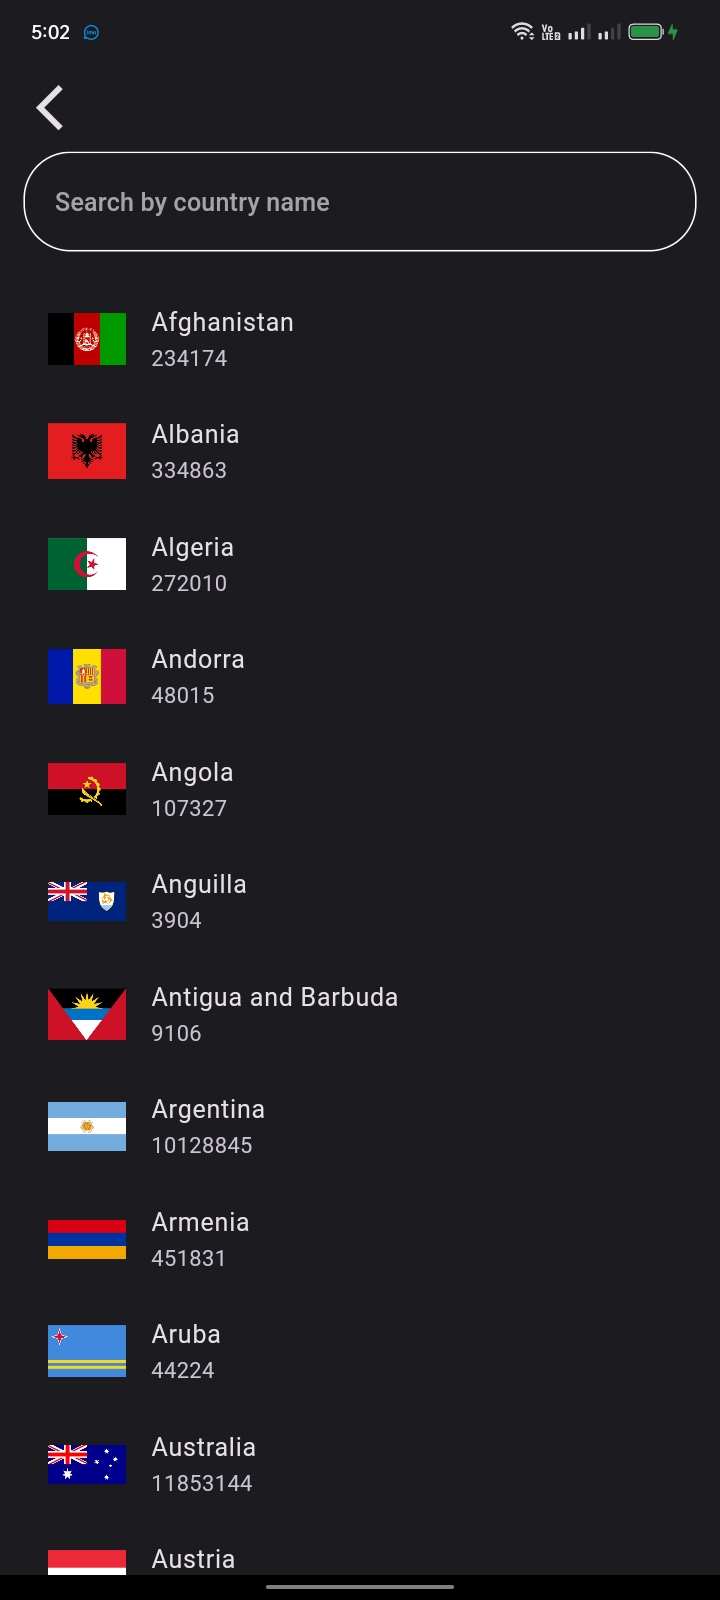 5:02
Vo
LTE2
Search by country name
Afghanistan
234174
Albania
334863
Algeria
272010
Andorra
48015
Angola
107327
Anguilla
3904
Antigua and Barbuda
9106
Argentina
10128845
Armenia
451831
Aruba
44224
Australia
11853144
Austria